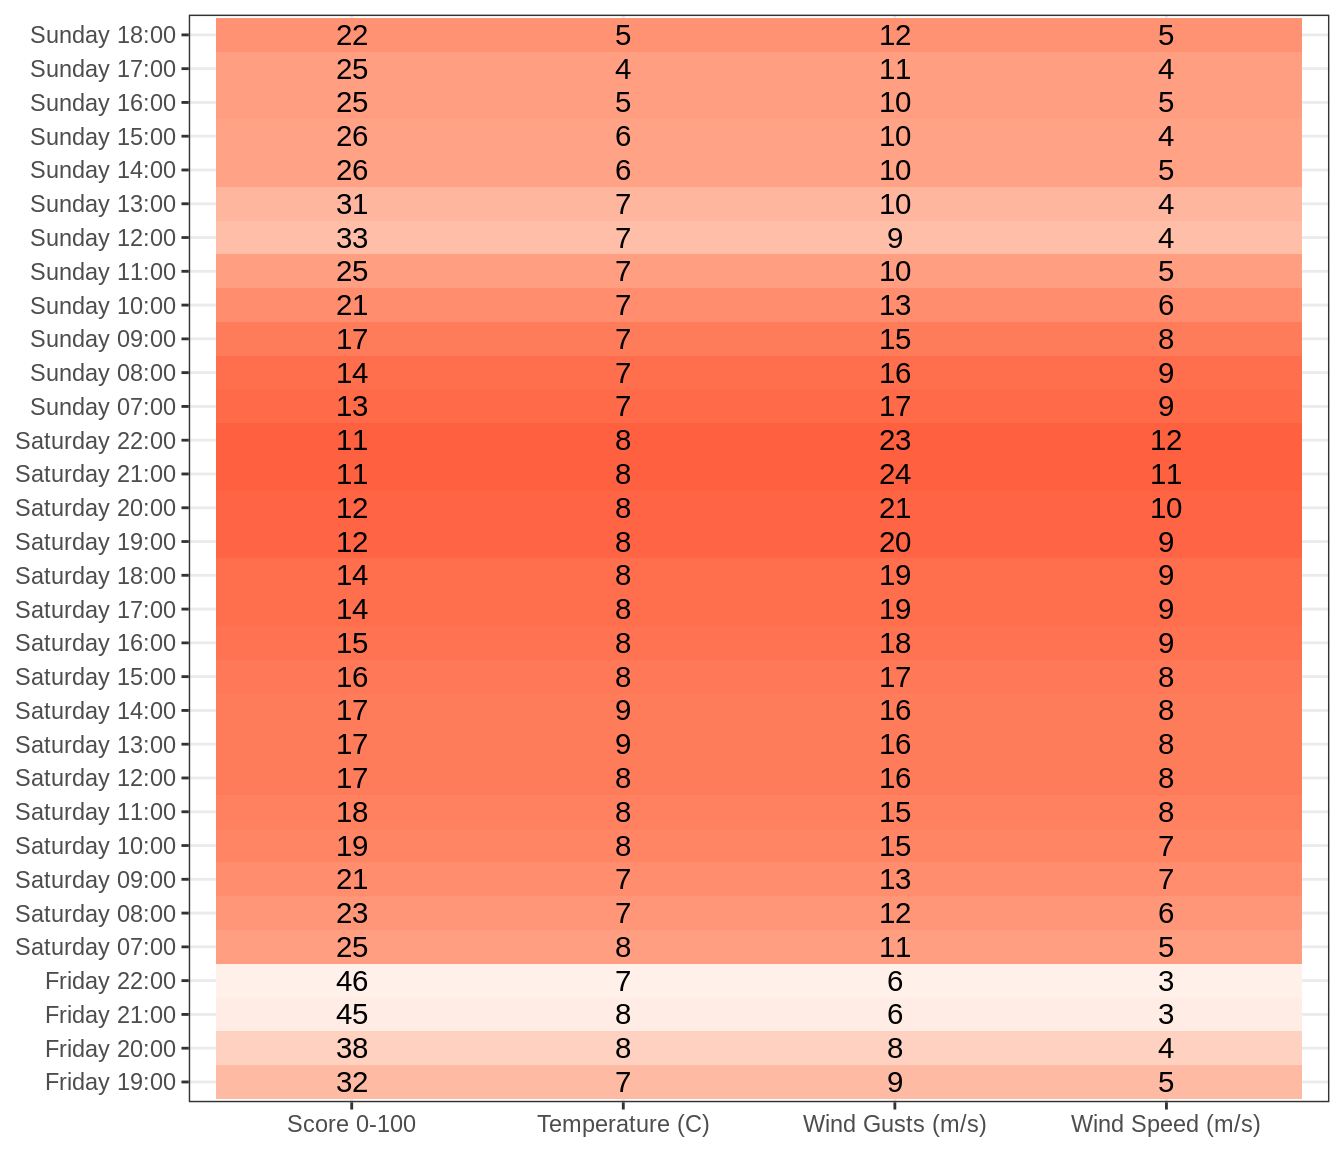 Sunday 18:00 22 5 12 5
Sunday 17:00 25 4 11 4
Sunday 16:00 25 5 10 5
Sunday 15:00 26 6 10 4
Sunday 14:00 26 6 10 5
Sunday 13:00 31 7 10 4
Sunday 12:00 33 7 9 4
Sunday 11:00 25 7 10 5
Sunday 10:00 21 7 13 6
Sunday 09:00 17 7 15 8
Sunday 08:00 14 7 16 9
Sunday 07:00 13 7 17 9
Saturday 22:00 11 8 23 12
Saturday 21:00 11 8 24 11
Saturday 20:00 12 8 21 10
Saturday 19:00 12 8 20 9
Saturday 18:00 14 8 19 9
Saturday 17:00 14 8 19 9
Saturday 16:00 15 8 18 9
Saturday 15:00 16 8 17 8
Saturday 14:00 17 9 16 8
Saturday 13:00 17 9 16 8
Saturday 12:00 17 8 16 8
Saturday 11:00 18 8 15 8
Saturday 10:00 19 8 15 7
Saturday 09:00 21 7 13 7
Saturday 08:00 23 7 12 6
Saturday 07:00 25 8 11 5
Friday 22:00 46 7 6 3
Friday 21:00 45 8 6 3
Friday 20:00 38 8 8 4
Friday 19:00 32 7 9 5
Score 0-100 Temperature (C) Wind Gusts (m/s) Wind Speed (m/s)